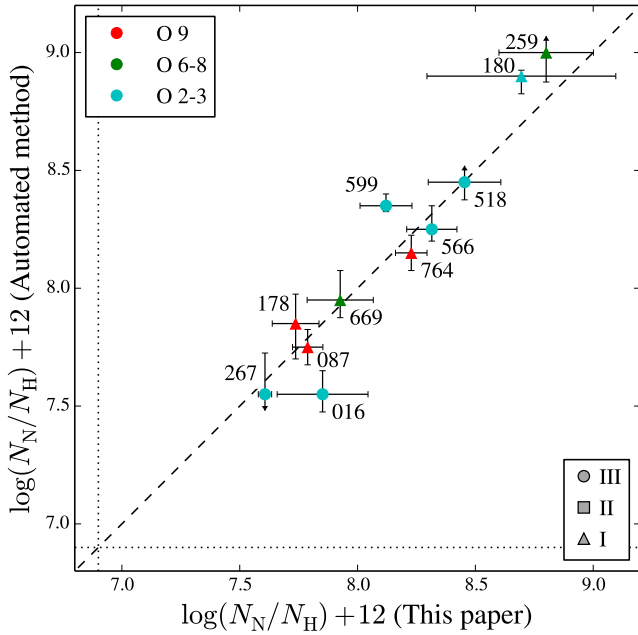 O 9
O 6-8
O 2-3
259
180
599
518
566
764
178
669
267
087
016
III
II
I
9.0
8.5
8.0
7.5
7.0
7.0 7.5 8.0 8.5 9.0
log(N_N/N_H) + 12 (Automated method)
log(N_N/N_H) + 12 (This paper)